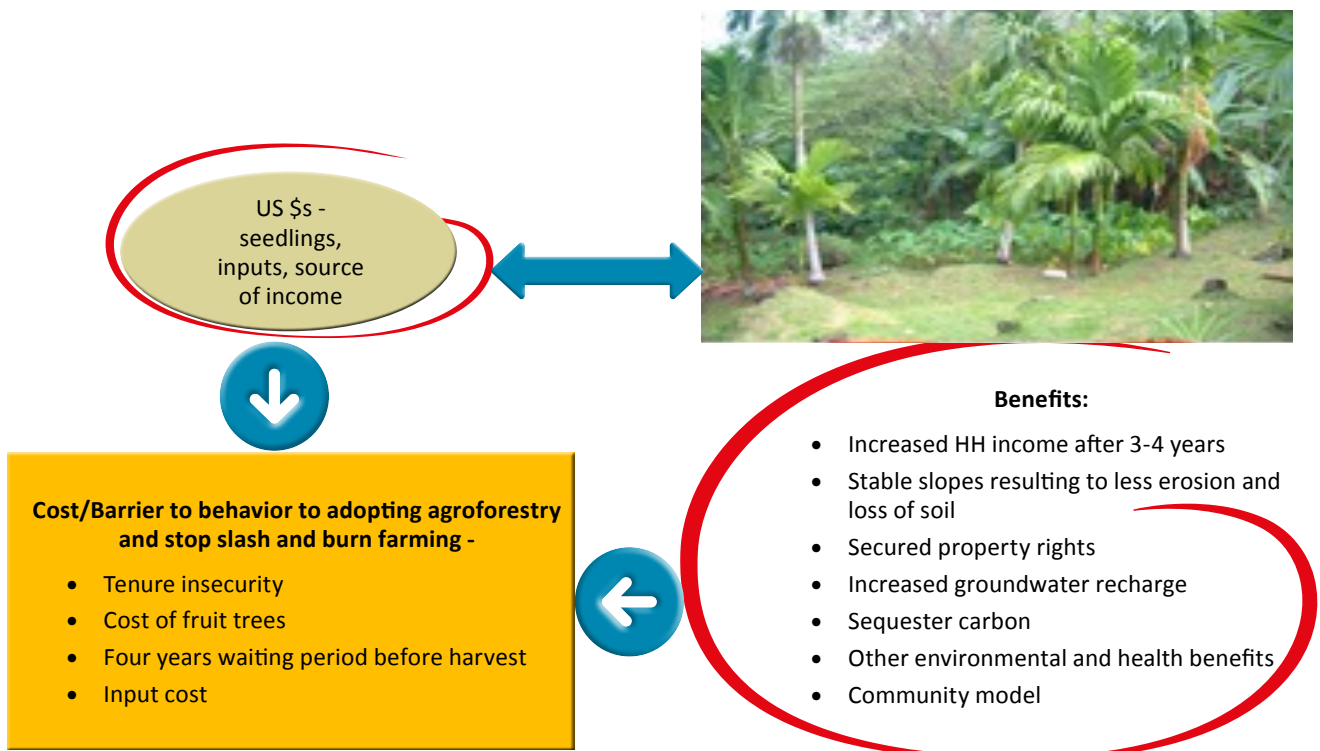 US $s -
seedlings,
inputs, source
of income
Cost/Barrier to behavior to adopting agroforestry
and stop slash and burn farming -
• Tenure insecurity
• Cost of fruit trees
• Four years waiting period before harvest
• Input cost
Benefits:
• Increased HH income after 3-4 years
• Stable slopes resulting to less erosion and
loss of soil
• Secured property rights
• Increased groundwater recharge
• Sequester carbon
• Other environmental and health benefits
• Community model